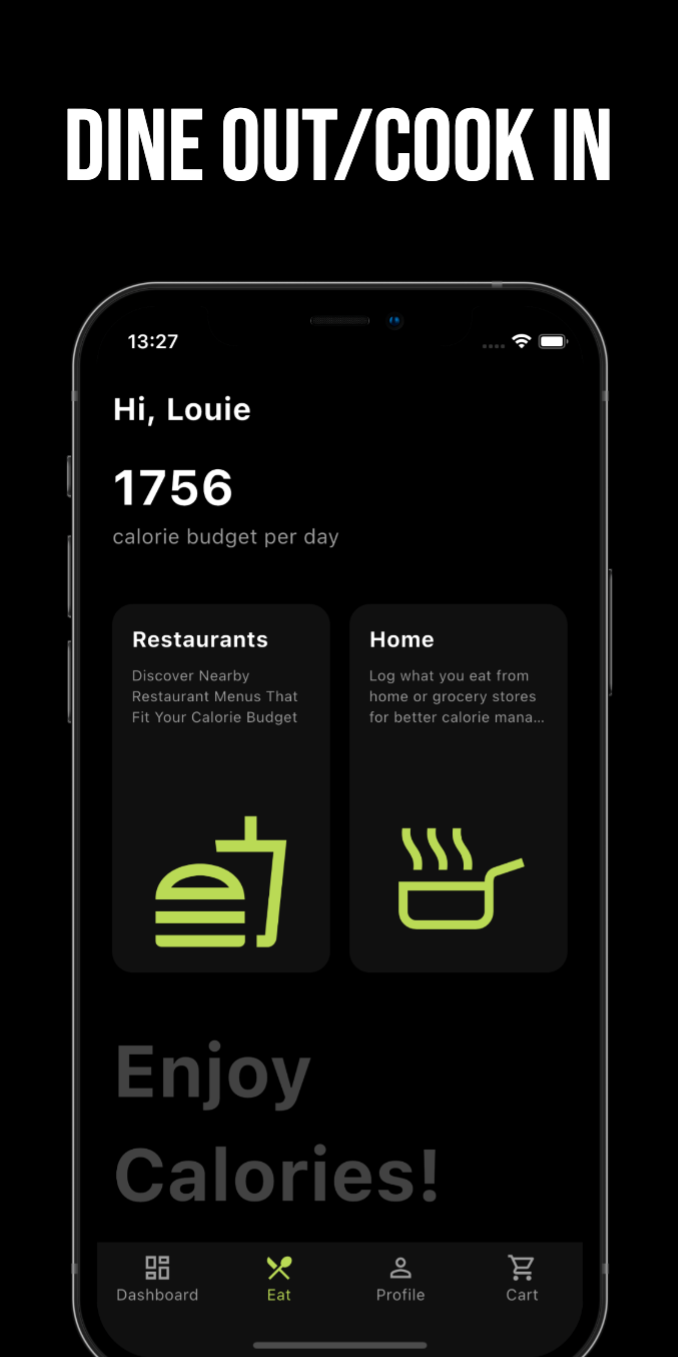 DINE OUT/COOK IN
13:27
Hi, Louie
1756
calorie budget per day
Restaurants
Discover Nearby
Restaurant Menus That
Fit Your Calorie Budget
Home
Log what you eat from
home or grocery stores
for better calorie mana...
Enjoy
Calories!
Dashboard
Eat
Profile
Cart